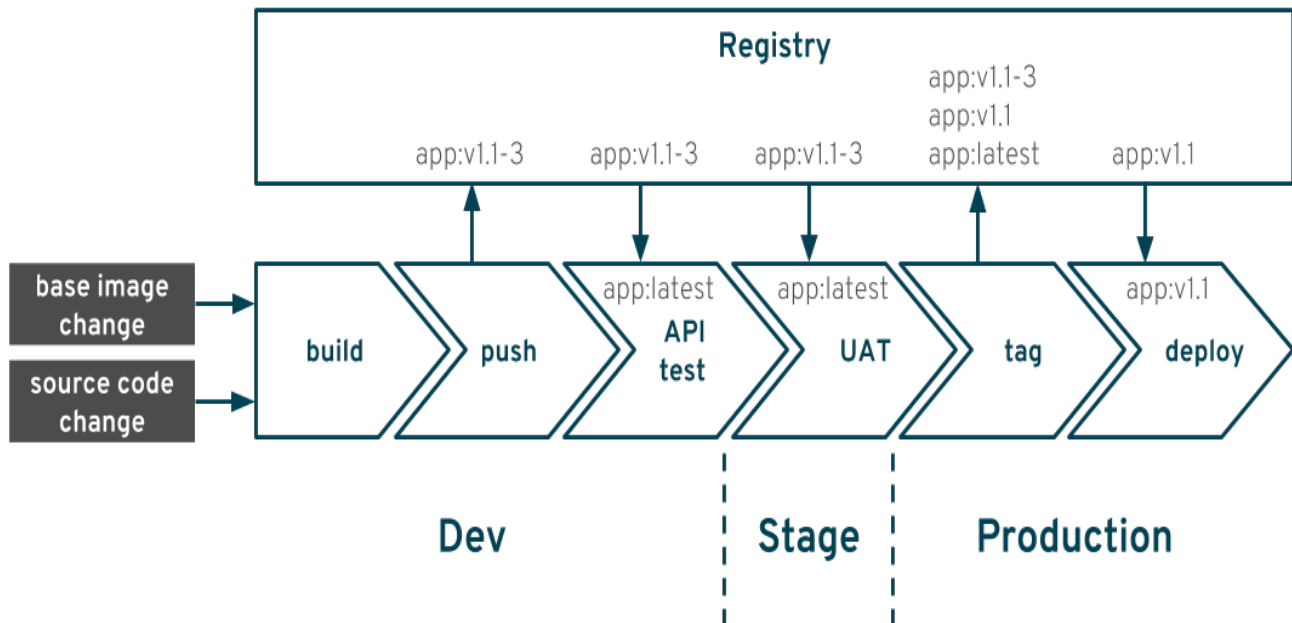 Registry
app:v1.1-3
app:v1.1
app:v1.1-3 app:v1.1-3 app:v1.1-3 app:latest app:v1.1
base image
change
source code
change
build
push
app:latest
API
test
app:latest
UAT
tag
app:v1.1
deploy
Dev
Stage
Production